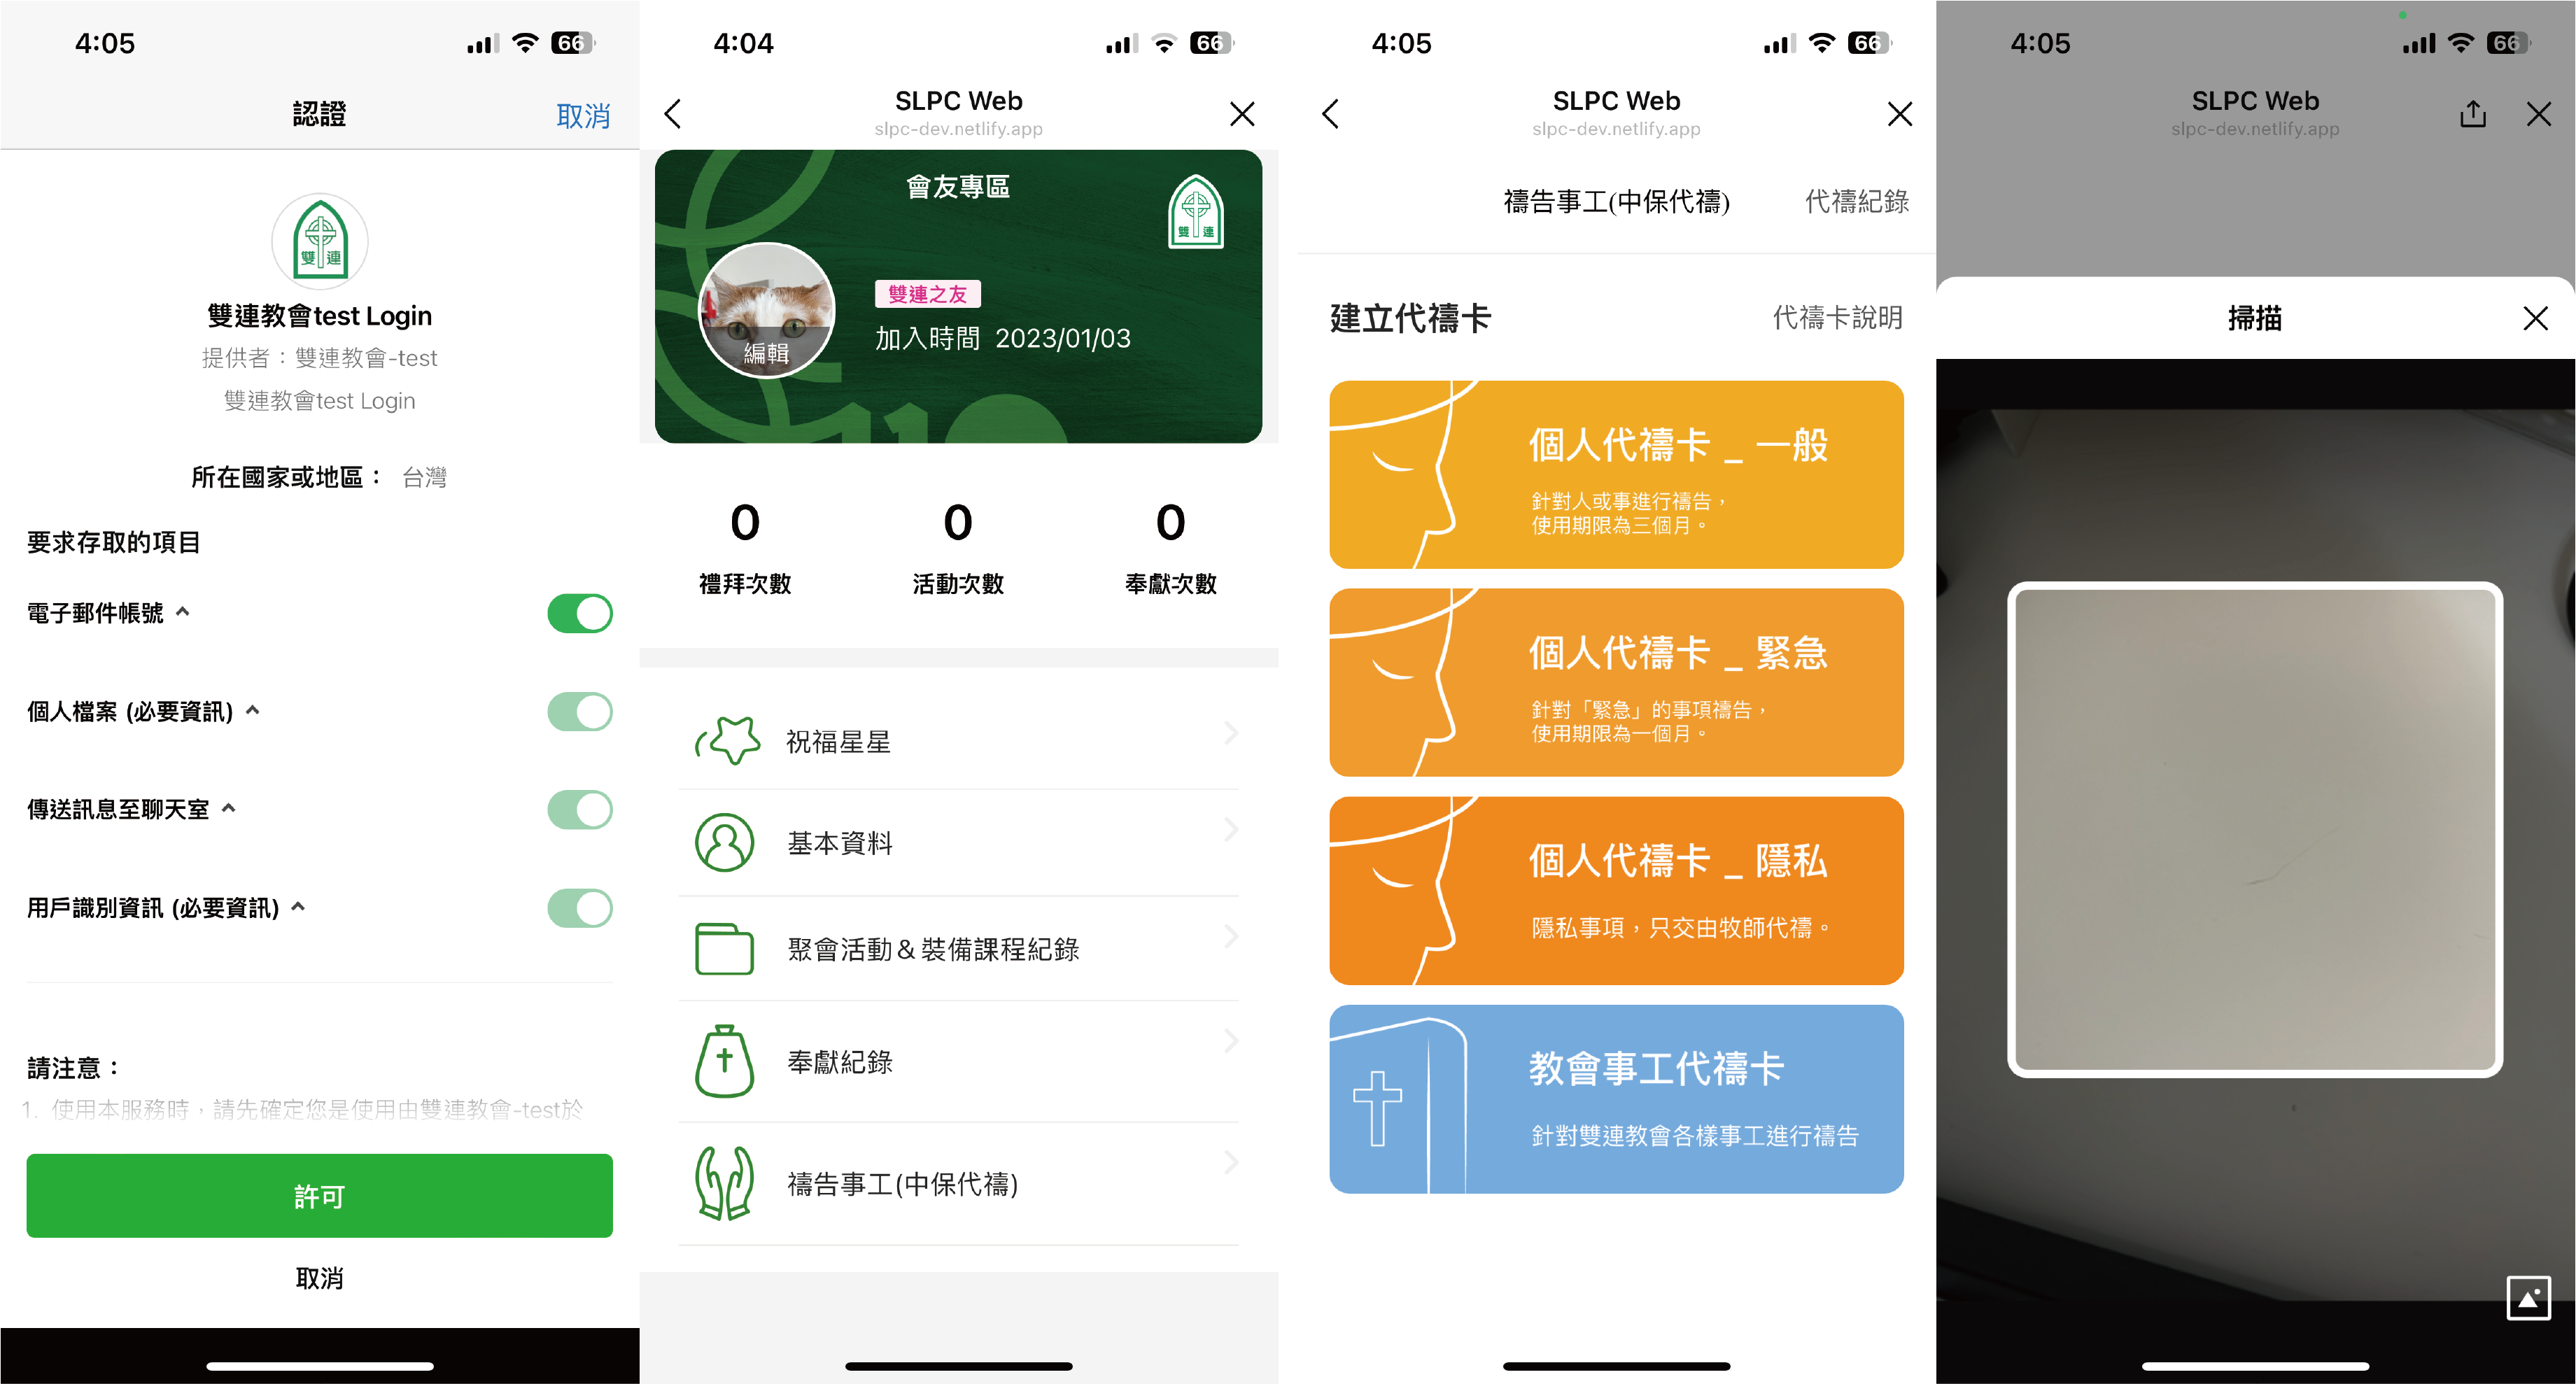 4:05
66
認證
取消
雙連
雙連教會test Login
提供者：雙連教會-test
雙連教會test Login
所在國家或地區： 台灣
要求存取的項目
電子郵件帳號
個人檔案 (必要資訊)
傳送訊息至聊天室
用戶識別資訊 (必要資訊)
請注意：
1. 使用本服務時，請先確定您是使用由雙連教會-test於
許可
取消
4:04
66
SLPC Web
slpc-dev.netlify.app
會友專區
雙連
雙連之友
加入時間 2023/01/03
編輯
110
0
禮拜次數
0
活動次數
0
奉獻次數
祝福星星
基本資料
聚會活動＆裝備課程紀錄
奉獻紀錄
禱告事工(中保代禱)
4:05
66
SLPC Web
slpc-dev.netlify.app
禱告事工(中保代禱)
代禱紀錄
建立代禱卡
代禱卡說明
個人代禱卡 _ 一般
針對人或事進行禱告，
使用期限為三個月。
個人代禱卡 _ 緊急
針對「緊急」的事項禱告，
使用期限為一個月。
個人代禱卡 _ 隱私
隱私事項，只交由牧師代禱。
教會事工代禱卡
針對雙連教會各樣事工進行禱告
4:05
66
SLPC Web
slpc-dev.netlify.app
掃描